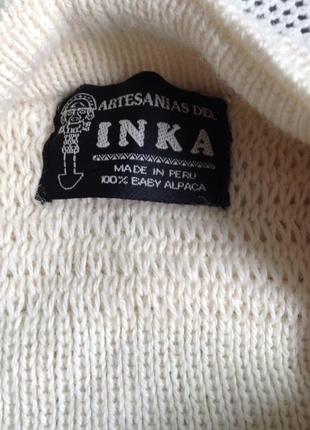 ARTESANIAS DEL
INKA
MADE IN PERU
100% BABY ALPACA